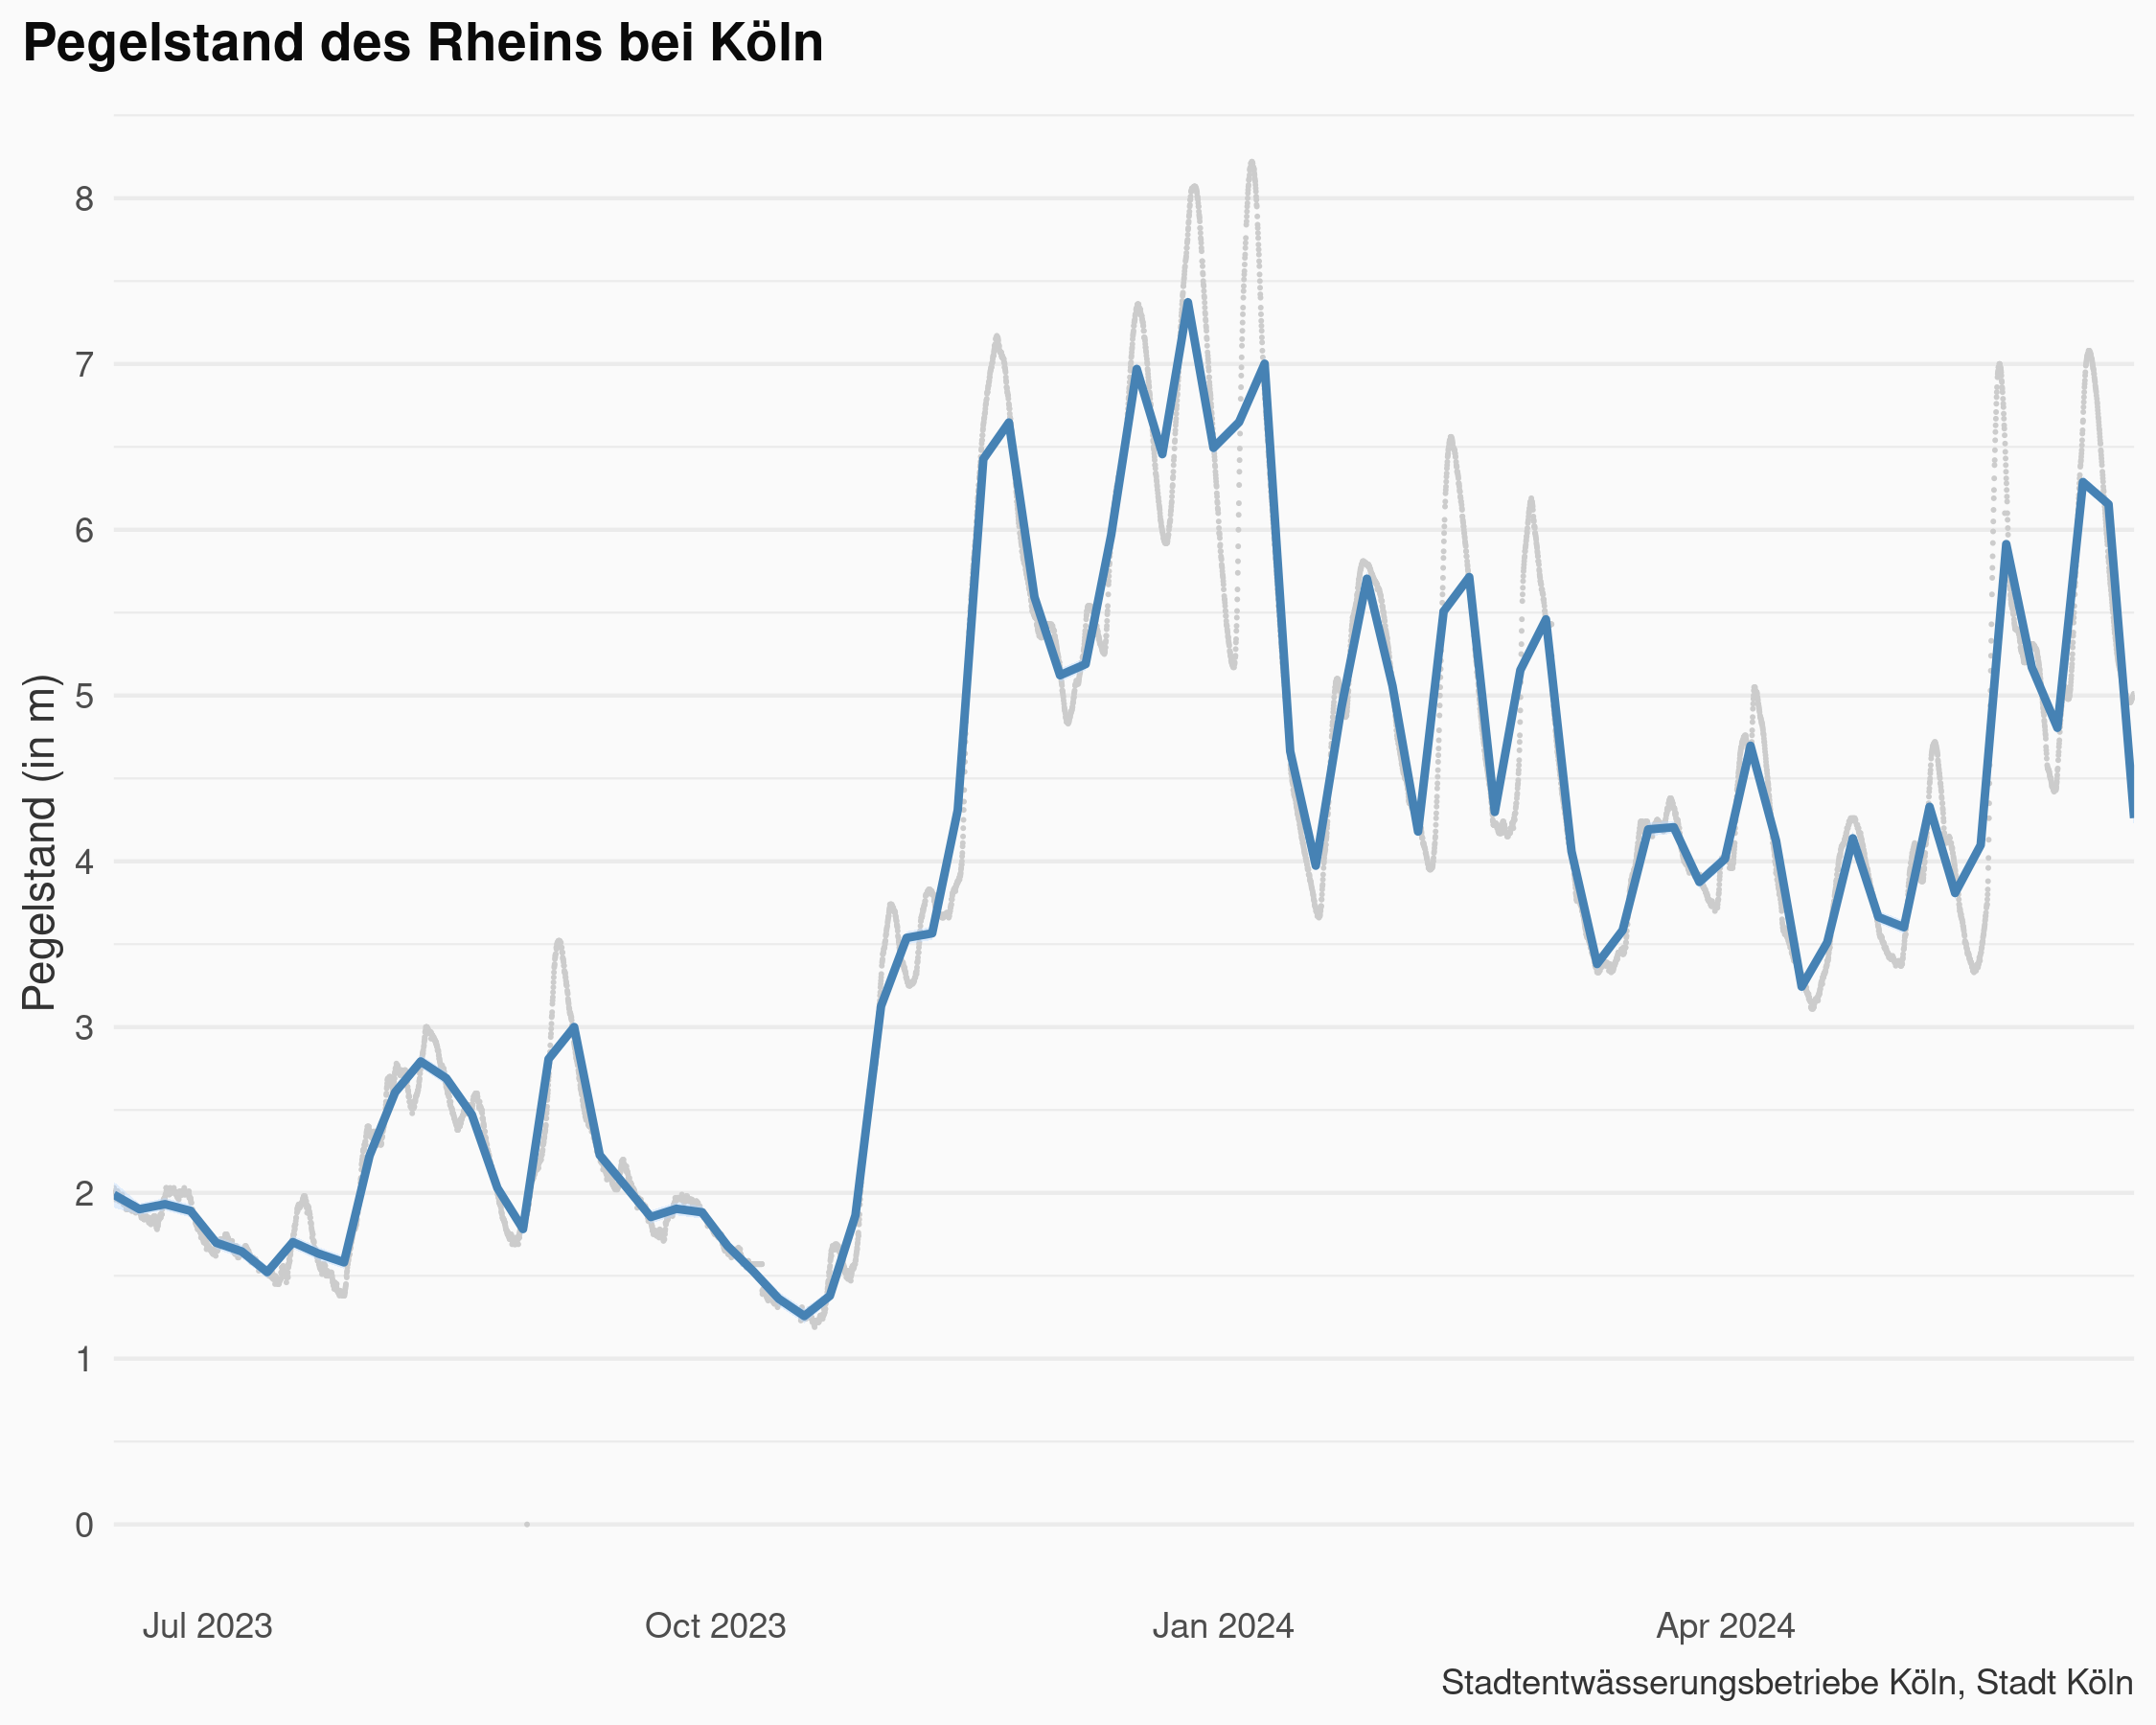 Pegelstand des Rheins bei Köln
Pegelstand (in m)
8
7
6
5
4
3
2
1
0
Jul 2023 Oct 2023 Jan 2024 Apr 2024
Stadtentwässerungsbetriebe Köln, Stadt Köln